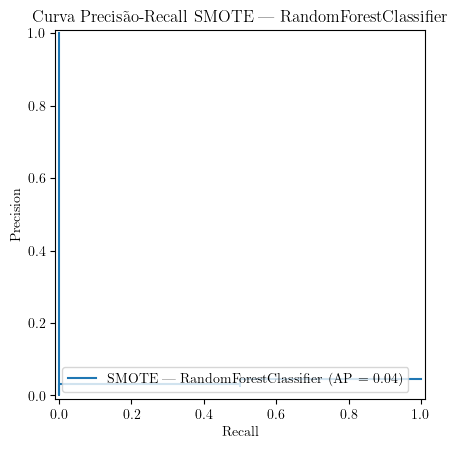 Curva Precisão-Recall SMOTE — RandomForestClassifier
1.0
0.8
0.6
0.4
0.2
0.0
Precision
SMOTE — RandomForestClassifier (AP = 0.04)
0.0 0.2 0.4 0.6 0.8 1.0
Recall